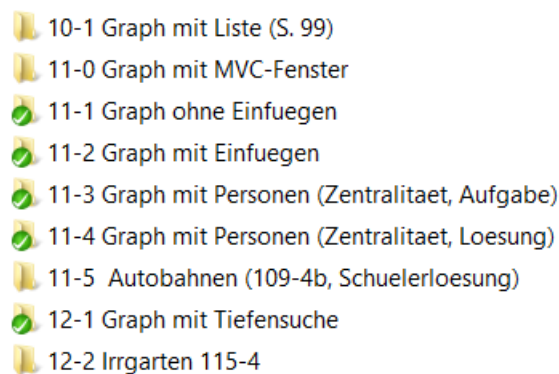 10-1 Graph mit Liste (S. 99)
11-0 Graph mit MVC-Fenster
11-1 Graph ohne Einfuegen
11-2 Graph mit Einfuegen
11-3 Graph mit Personen (Zentralitaet, Aufgabe)
11-4 Graph mit Personen (Zentralitaet, Loesung)
11-5  Autobahnen (109-4b, Schuelerloesung)
12-1 Graph mit Tiefensuche
12-2 Irrgarten 115-4